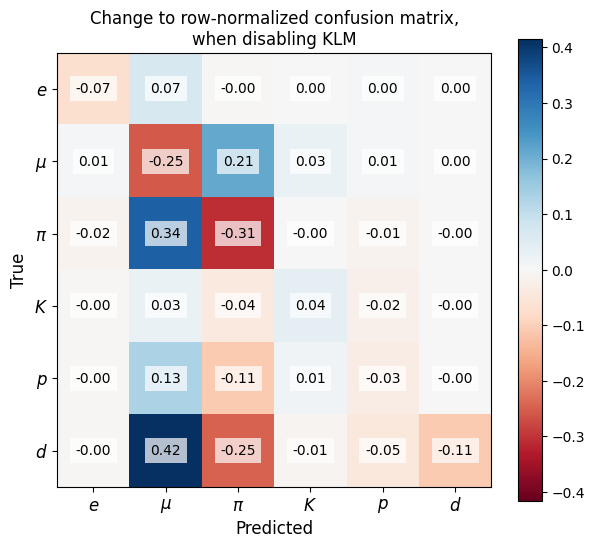 Change to row-normalized confusion matrix,
when disabling KLM
True
e -0.07 0.07 -0.00 0.00 0.00 0.00
μ 0.01 -0.25 0.21 0.03 0.01 0.00
π -0.02 0.34 -0.31 -0.00 -0.01 -0.00
K -0.00 0.03 -0.04 0.04 -0.02 -0.00
p -0.00 0.13 -0.11 0.01 -0.03 -0.00
d -0.00 0.42 -0.25 -0.01 -0.05 -0.11
e μ π K p d
Predicted
0.4
0.3
0.2
0.1
0.0
−0.1
−0.2
−0.3
−0.4